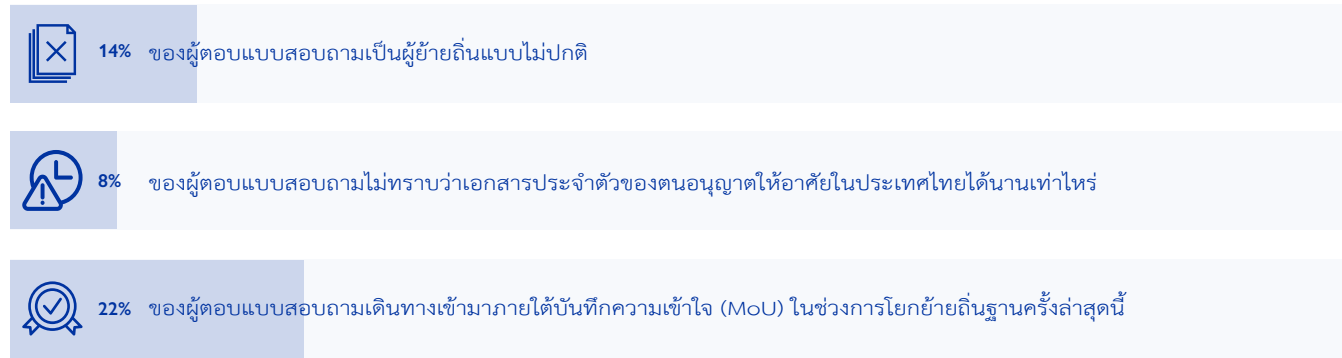 14% ของผู้ตอบแบบสอบถามเป็นผู้ย้ายถิ่นแบบไม่ปกติ
8% ของผู้ตอบแบบสอบถามไม่ทราบว่าเอกสารประจำตัวของตนอนุญาตให้อาศัยในประเทศไทยได้นานเท่าไหร่
22% ของผู้ตอบแบบสอบถามเดินทางเข้ามาภายใต้บันทึกความเข้าใจ (MoU) ในช่วงการโยกย้ายถิ่นฐานครั้งล่าสุดนี้